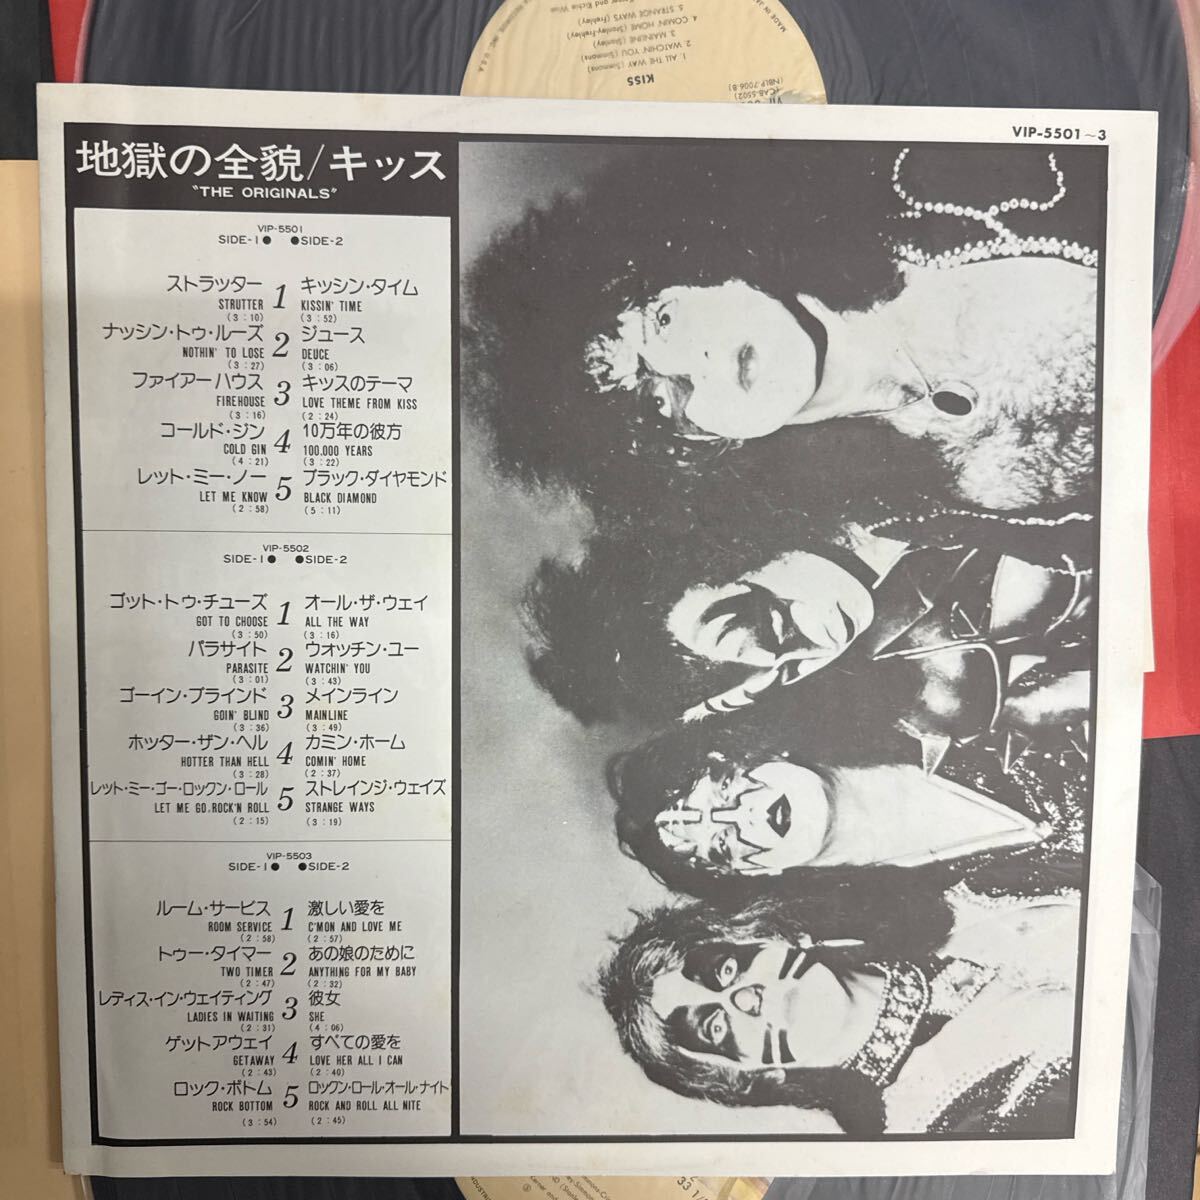 5. STRANGE WAYS (Frehley)
4. COMIN' HOME (Stanley-Frehley)
3. MAINLINE (Stanley)
2. WATCHIN' YOU (Simmons)
1. ALL THE WAY (Simmons)
KISS
(NBLP-7006-B)
(CAB-5502)
VIP-5501~3
地獄の全貌/キッス
"THE ORIGINALS"
VIP-5501
SIDE-1● ●SIDE-2
ストラッター 1 キッシン・タイム
STRUTTER KISSIN' TIME
(3:10) (3:52)
ナッシン・トゥ・ルーズ 2 ジュース
NOTHIN' TO LOSE DEUCE
(3:27) (3:06)
ファイアーハウス 3 キッスのテーマ
FIREHOUSE LOVE THEME FROM KISS
(3:16) (2:24)
コールド・ジン 4 10万年の彼方
COLD GIN 100,000 YEARS
(4:21) (3:22)
レット・ミー・ノー 5 ブラック・ダイヤモンド
LET ME KNOW BLACK DIAMOND
(2:58) (5:11)
VIP-5502
SIDE-1● ●SIDE-2
ゴット・トゥ・チューズ 1 オール・ザ・ウェイ
GOT TO CHOOSE ALL THE WAY
(3:50) (3:16)
パラサイト 2 ウオッチン・ユー
PARASITE WATCHIN' YOU
(3:01) (3:43)
ゴーイン・ブラインド 3 メインライン
GOIN' BLIND MAINLINE
(3:36) (3:49)
ホッター・ザン・ヘル 4 カミン・ホーム
HOTTER THAN HELL COMIN' HOME
(3:28) (2:37)
レット・ミー・ゴー・ロックン・ロール 5 ストレインジ・ウェイズ
LET ME GO,ROCK'N ROLL STRANGE WAYS
(2:15) (3:19)
VIP-5503
SIDE-1● ●SIDE-2
ルーム・サービス 1 激しい愛を
ROOM SERVICE C'MON AND LOVE ME
(2:58) (2:57)
トゥー・タイマー 2 あの娘のために
TWO TIMER ANYTHING FOR MY BABY
(2:47) (2:32)
レディス・イン・ウェイティング 3 彼女
LADIES IN WAITING SHE
(2:31) (4:06)
ゲットアウェイ 4 すべての愛を
GETAWAY LOVE HER ALL I CAN
(2:43) (2:40)
ロック・ボトム 5 ロックン・ロール・オール・ナイト
ROCK BOTTOM ROCK AND ROLL ALL NITE
(3:54) (2:45)
33 1/